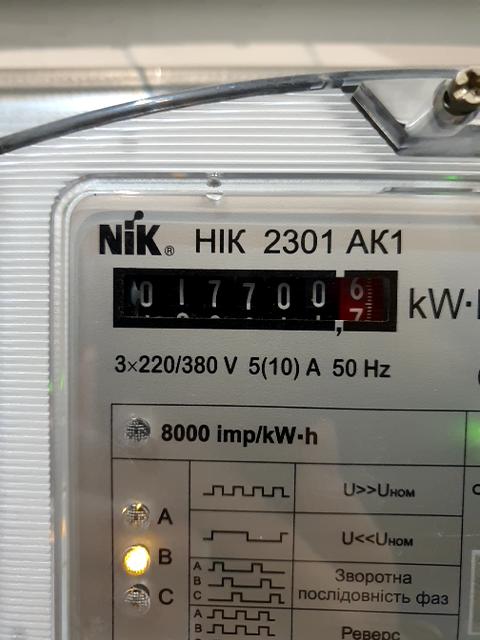 NiK® НІК 2301 АК1
017700,6 kW·
3×220/380 V 5(10) A 50 Hz
8000 imp/kW·h
A
B
C
U>>Uном
U<<Uном
A
B
C
Зворотна
послідовність фаз
A
B
Реверс